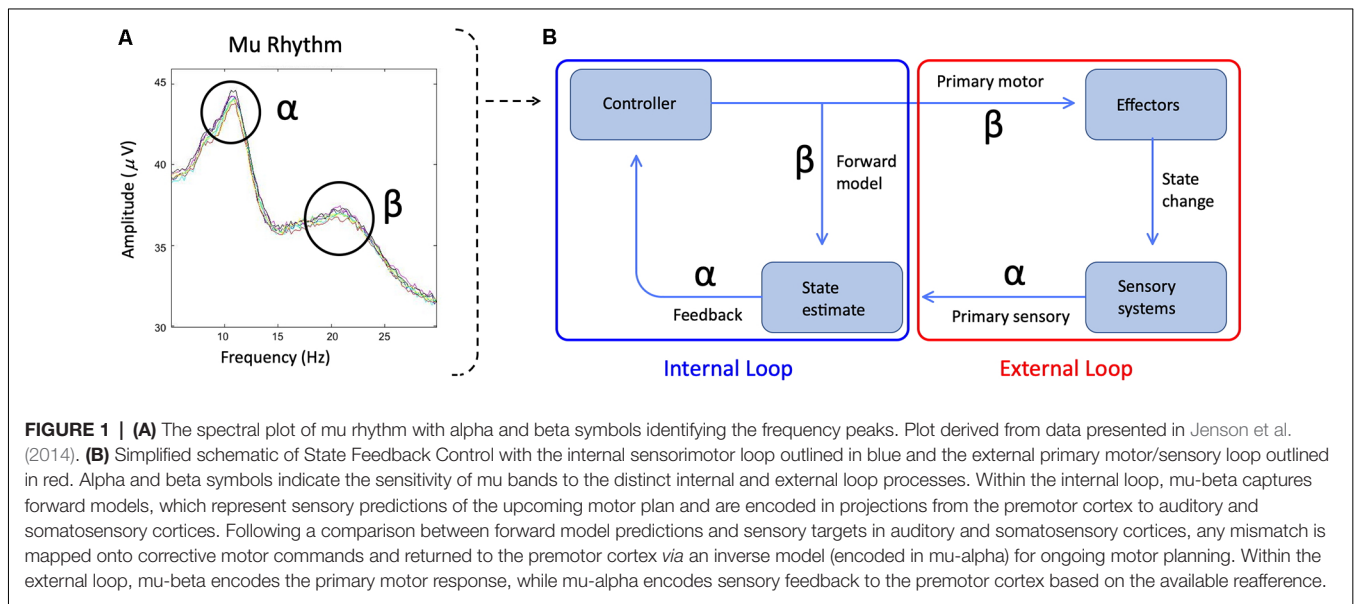 A
Mu Rhythm
45
40
35
30
10
15
20
25
Amplitude (μ V)
Frequency (Hz)
α
β
B
Controller
Primary motor
β
Effectors
β
Forward
model
State
change
α
Feedback
State
estimate
α
Primary sensory
Sensory
systems
Internal Loop
External Loop
FIGURE 1 | (A) The spectral plot of mu rhythm with alpha and beta symbols identifying the frequency peaks. Plot derived from data presented in Jenson et al.
(2014). (B) Simplified schematic of State Feedback Control with the internal sensorimotor loop outlined in blue and the external primary motor/sensory loop outlined
in red. Alpha and beta symbols indicate the sensitivity of mu bands to the distinct internal and external loop processes. Within the internal loop, mu-beta captures
forward models, which represent sensory predictions of the upcoming motor plan and are encoded in projections from the premotor cortex to auditory and
somatosensory cortices. Following a comparison between forward model predictions and sensory targets in auditory and somatosensory cortices, any mismatch is
mapped onto corrective motor commands and returned to the premotor cortex via an inverse model (encoded in mu-alpha) for ongoing motor planning. Within the
external loop, mu-beta encodes the primary motor response, while mu-alpha encodes sensory feedback to the premotor cortex based on the available reafference.